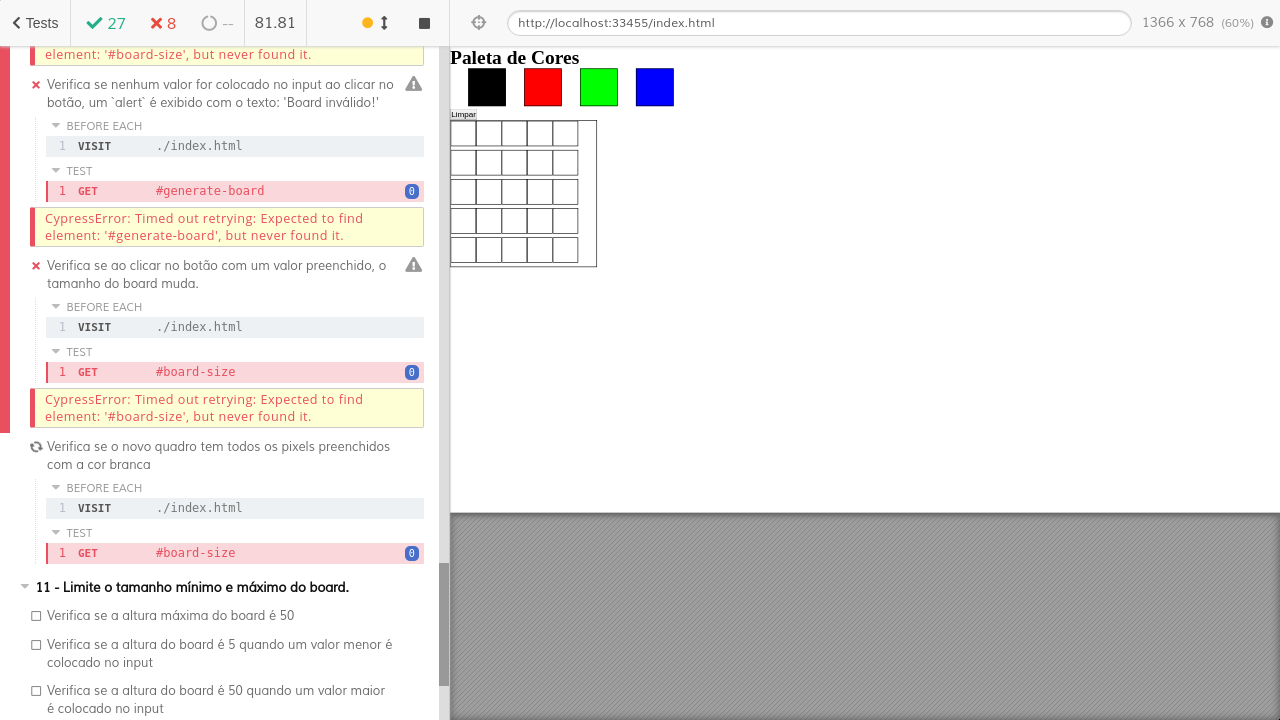 Tests 27 8 -- 81.81
http://localhost:33455/index.html 1366 x 768 (60%)
element: '#board-size', but never found it.
Verifica se nenhum valor for colocado no input ao clicar no
botão, um `alert` é exibido com o texto: 'Board inválido!'
BEFORE EACH
1 VISIT ./index.html
TEST
1 GET #generate-board 0
CypressError: Timed out retrying: Expected to find
element: '#generate-board', but never found it.
Verifica se ao clicar no botão com um valor preenchido, o
tamanho do board muda.
BEFORE EACH
1 VISIT ./index.html
TEST
1 GET #board-size 0
CypressError: Timed out retrying: Expected to find
element: '#board-size', but never found it.
Verifica se o novo quadro tem todos os pixels preenchidos
com a cor branca
BEFORE EACH
1 VISIT ./index.html
TEST
1 GET #board-size 0
11 - Limite o tamanho mínimo e máximo do board.
Verifica se a altura máxima do board é 50
Verifica se a altura do board é 5 quando um valor menor é
colocado no input
Verifica se a altura do board é 50 quando um valor maior
é colocado no input
Paleta de Cores
Limpar